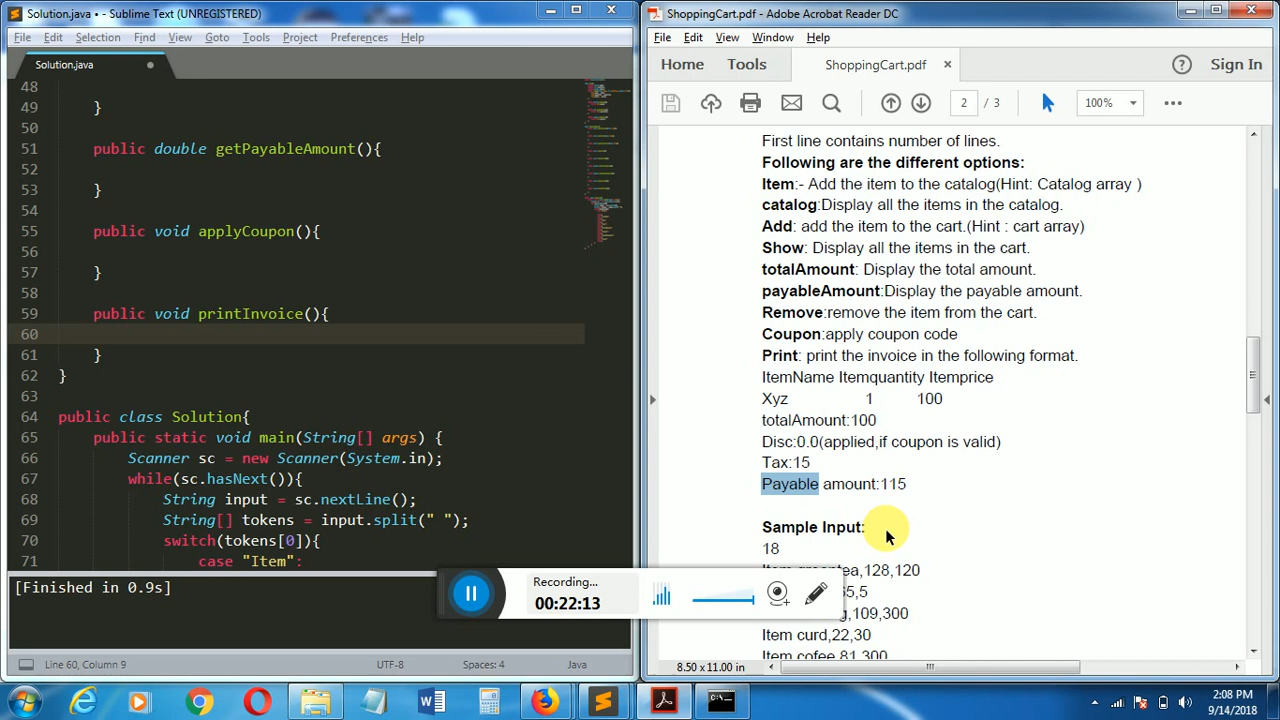 Solution.java • - Sublime Text (UNREGISTERED)
File Edit Selection Find View Goto Tools Project Preferences Help
Solution.java
48
49 }
50
51 public double getPayableAmount(){
52
53 }
54
55 public void applyCoupon(){
56
57 }
58
59 public void printInvoice(){
60
61 }
62 }
63
64 public class Solution{
65 public static void main(String[] args) {
66 Scanner sc = new Scanner(System.in);
67 while(sc.hasNext()){
68 String input = sc.nextLine();
69 String[] tokens = input.split(" ");
70 switch(tokens[0]){
71 case "Item":
[Finished in 0.9s]
Line 60, Column 9 UTF-8 Spaces: 4 Java
ShoppingCart.pdf - Adobe Acrobat Reader DC
File Edit View Window Help
Home Tools ShoppingCart.pdf × Sign In
2 / 3 100%
First line contains number of lines.
Following are the different options:
Item:- Add the item to the catalog(Hint: Catalog array )
catalog:Display all the items in the catalog.
Add: add the item to the cart (Hint : cart array)
Show: Display all the items in the cart.
totalAmount: Display the total amount.
payableAmount:Display the payable amount.
Remove:remove the item from the cart.
Coupon:apply coupon code
Print: print the invoice in the following format.
ItemName Itemquantity Itemprice
Xyz 1 100
totalAmount:100
Disc:0.0(applied,if coupon is valid)
Tax:15
Payable amount:115
Sample Input:
18
Item greentea,128,120
5,5
,109,300
Item curd,22,30
Item cofee,81,300
8.50 x 11.00 in
Recording...
00:22:13
2:08 PM
9/14/2018